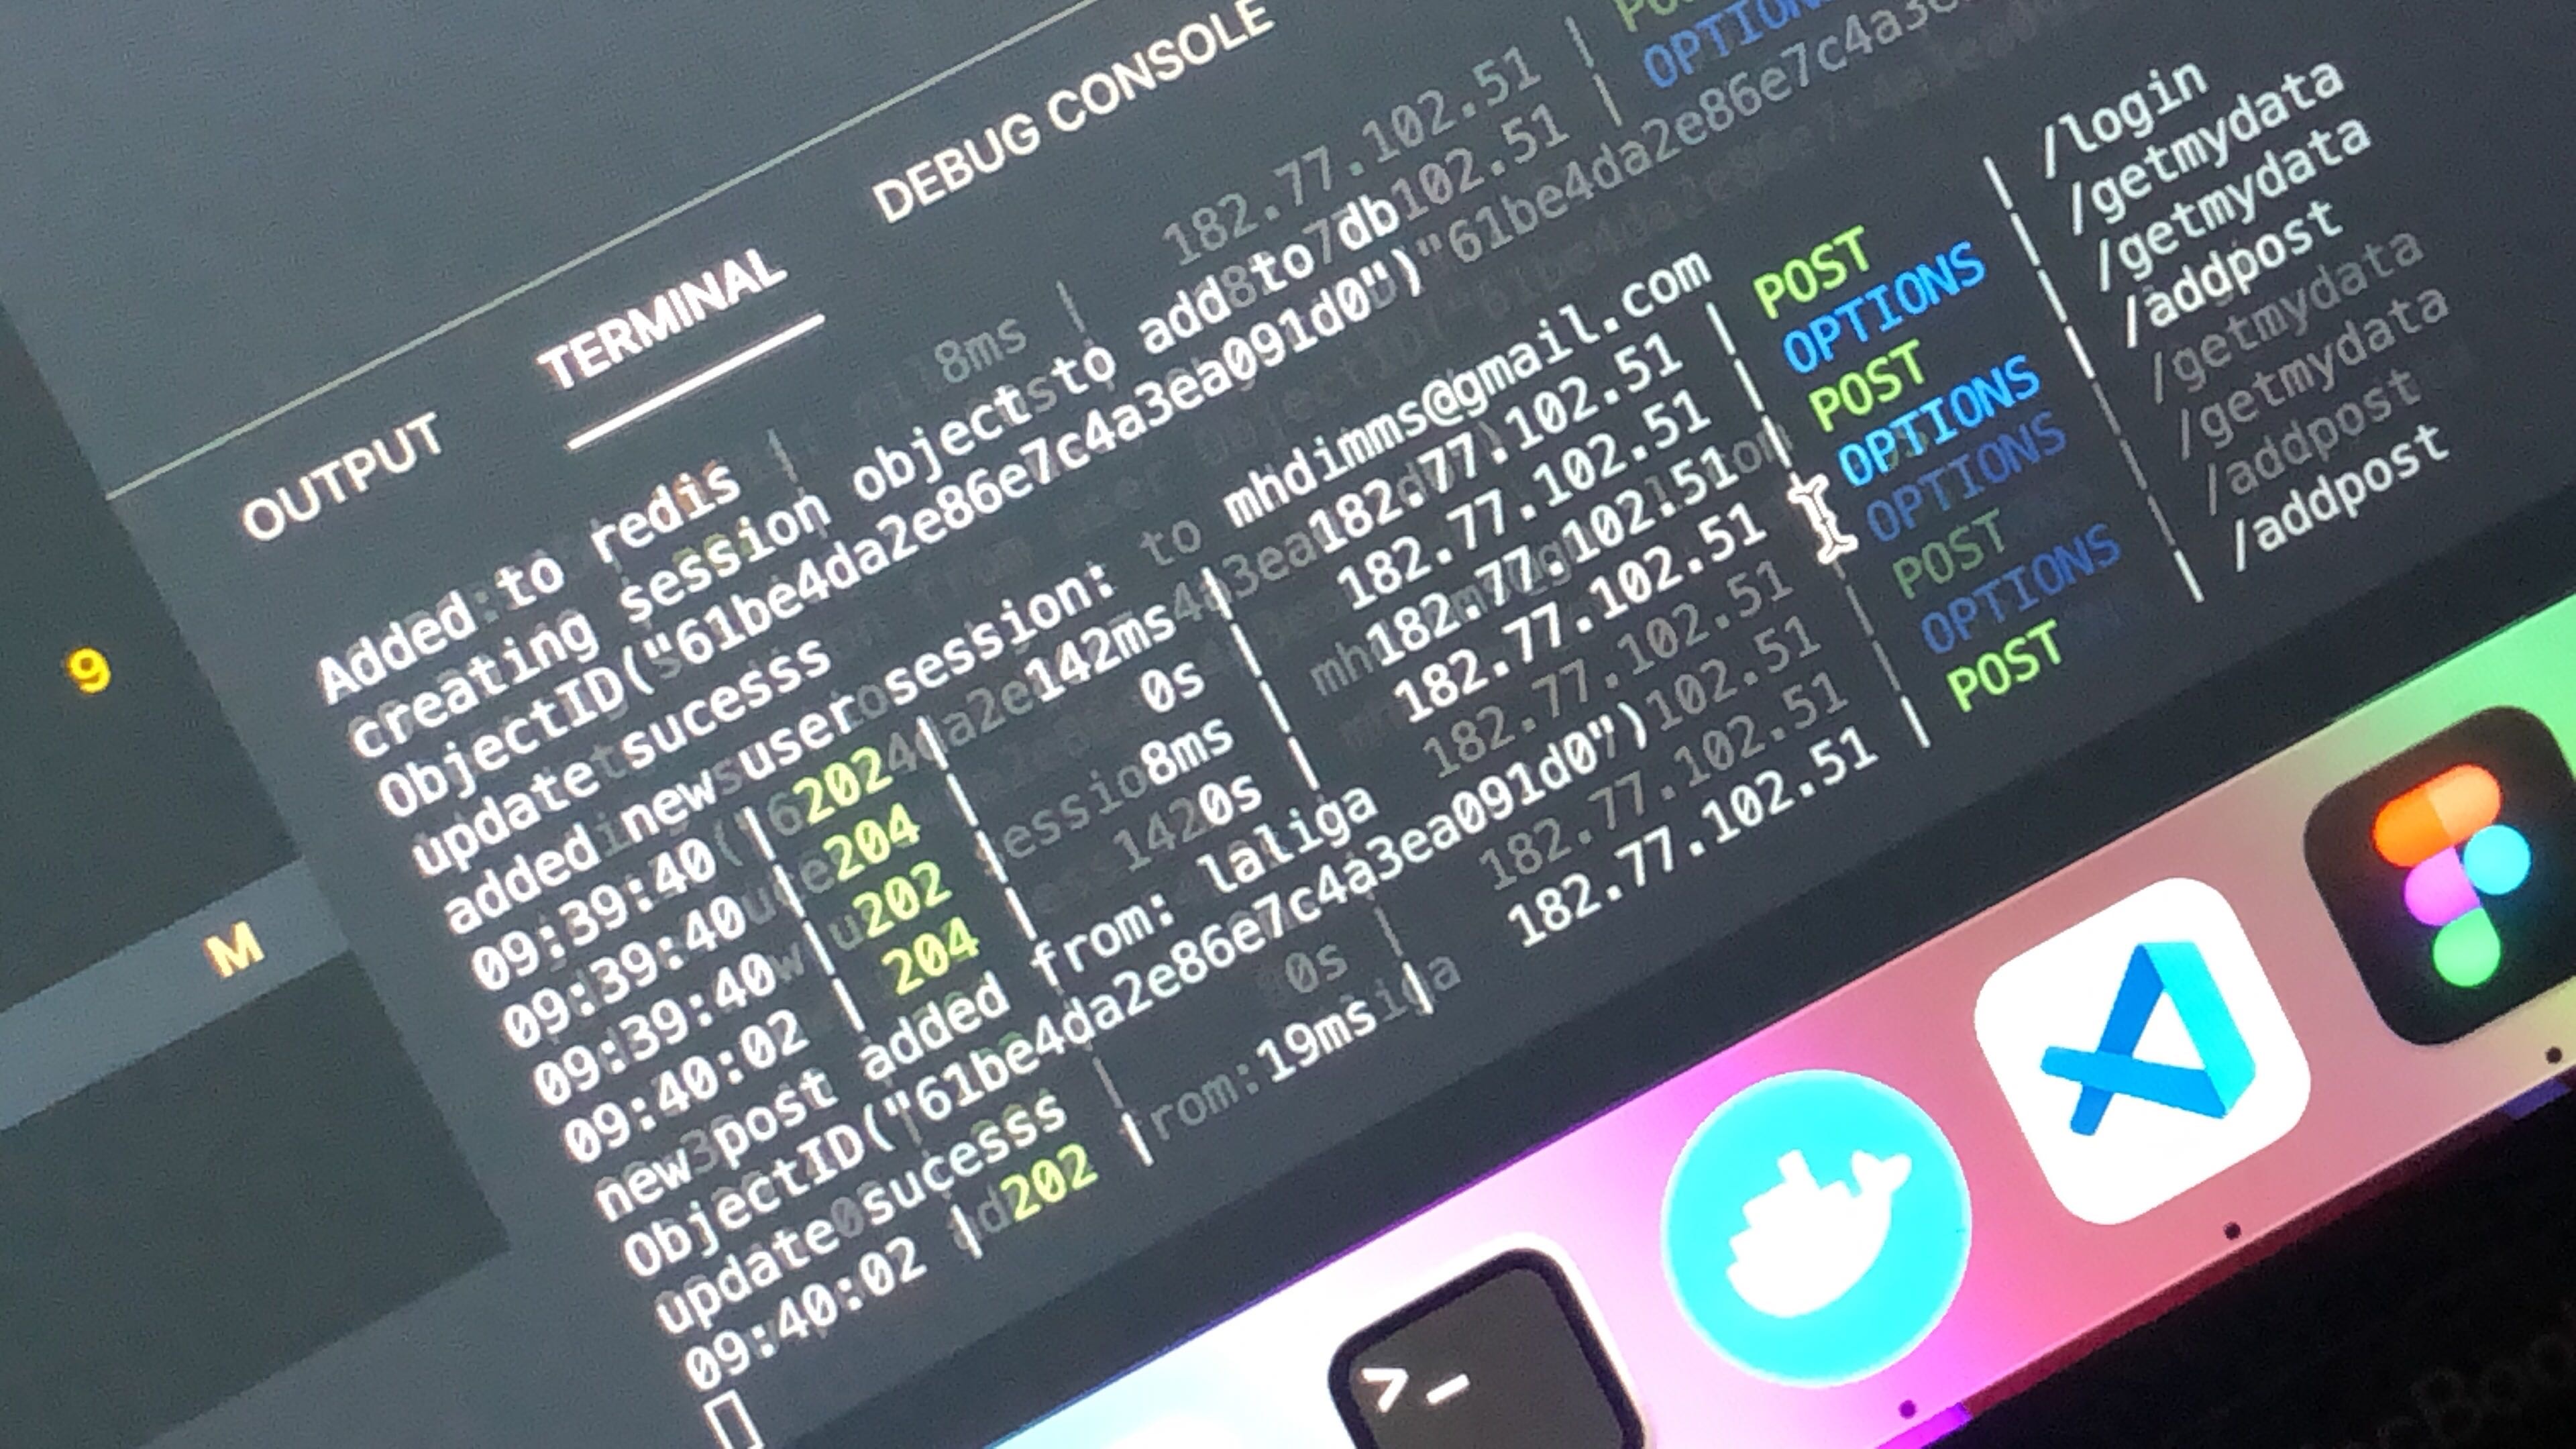 OUTPUT TERMINAL DEBUG CONSOLE
Added to redis
creating session object to add to db
ObjectID("61be4da2e86e7c4a3ea091d0")
update sucesss
added new user session: to mhdimms@gmail.com
09:39:40 | 202 | 142ms | 182.77.102.51 | POST | /login
09:39:40 | 204 | 0s | 182.77.102.51 | OPTIONS | /getmydata
09:39:40 | 202 | 8ms | 182.77.102.51 | POST | /getmydata
09:40:02 | 204 | 0s | 182.77.102.51 | OPTIONS | /addpost
new post added from: laliga
ObjectID("61be4da2e86e7c4a3ea091d0")
update sucesss
09:40:02 | 202 | 19ms | 182.77.102.51 | POST | /addpost
9
M
>_